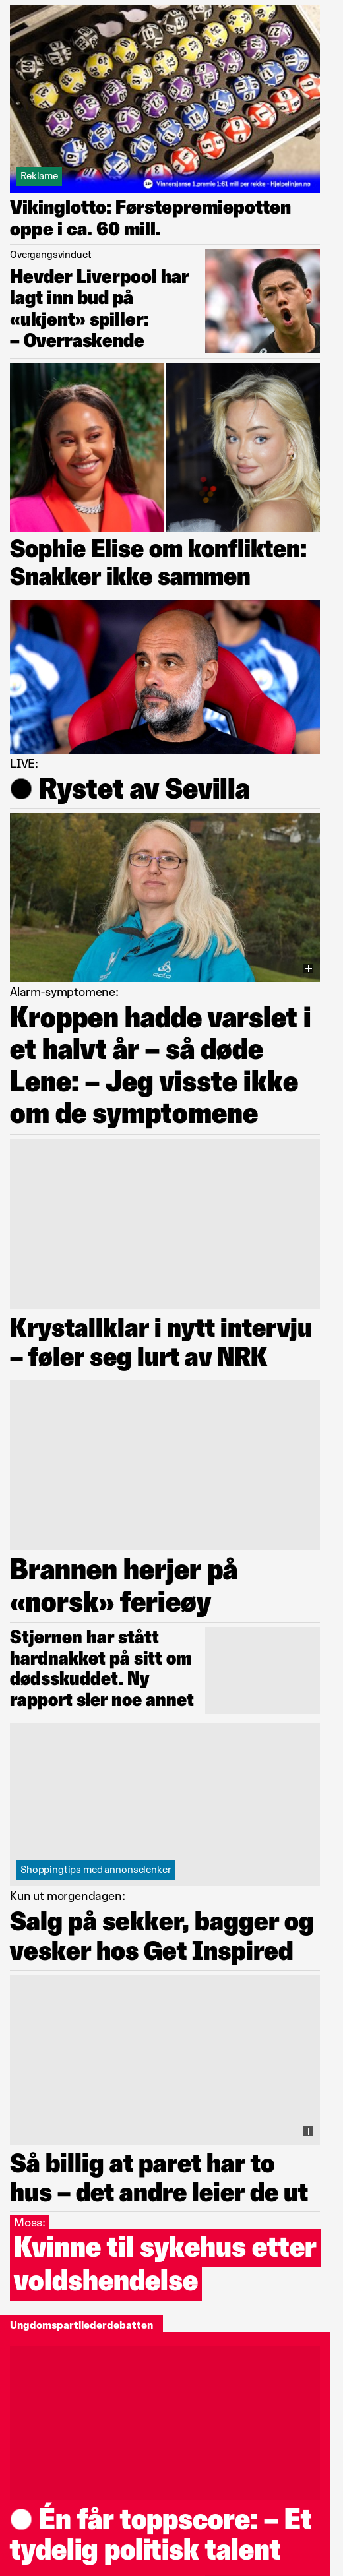 Reklame
18+ Vinnersjanse 1.premie 1:61 mill per rekke - Hjelpelinjen.no
Vikinglotto: Førstepremiepotten
oppe i ca. 60 mill.
Overgangsvinduet
Hevder Liverpool har
lagt inn bud på
«ukjent» spiller:
– Overraskende
Sophie Elise om konflikten:
Snakker ikke sammen
LIVE:
Rystet av Sevilla
Alarm-symptomene:
Kroppen hadde varslet i
et halvt år – så døde
Lene: – Jeg visste ikke
om de symptomene
Krystallklar i nytt intervju
– føler seg lurt av NRK
Brannen herjer på
«norsk» ferieøy
Stjernen har stått
hardnakket på sitt om
dødsskuddet. Ny
rapport sier noe annet
Shoppingtips med annonselenker
Kun ut morgendagen:
Salg på sekker, bagger og
vesker hos Get Inspired
Så billig at paret har to
hus – det andre leier de ut
Moss:
Kvinne til sykehus etter
voldshendelse
Ungdomspartilederdebatten
Én får toppscore: – Et
tydelig politisk talent